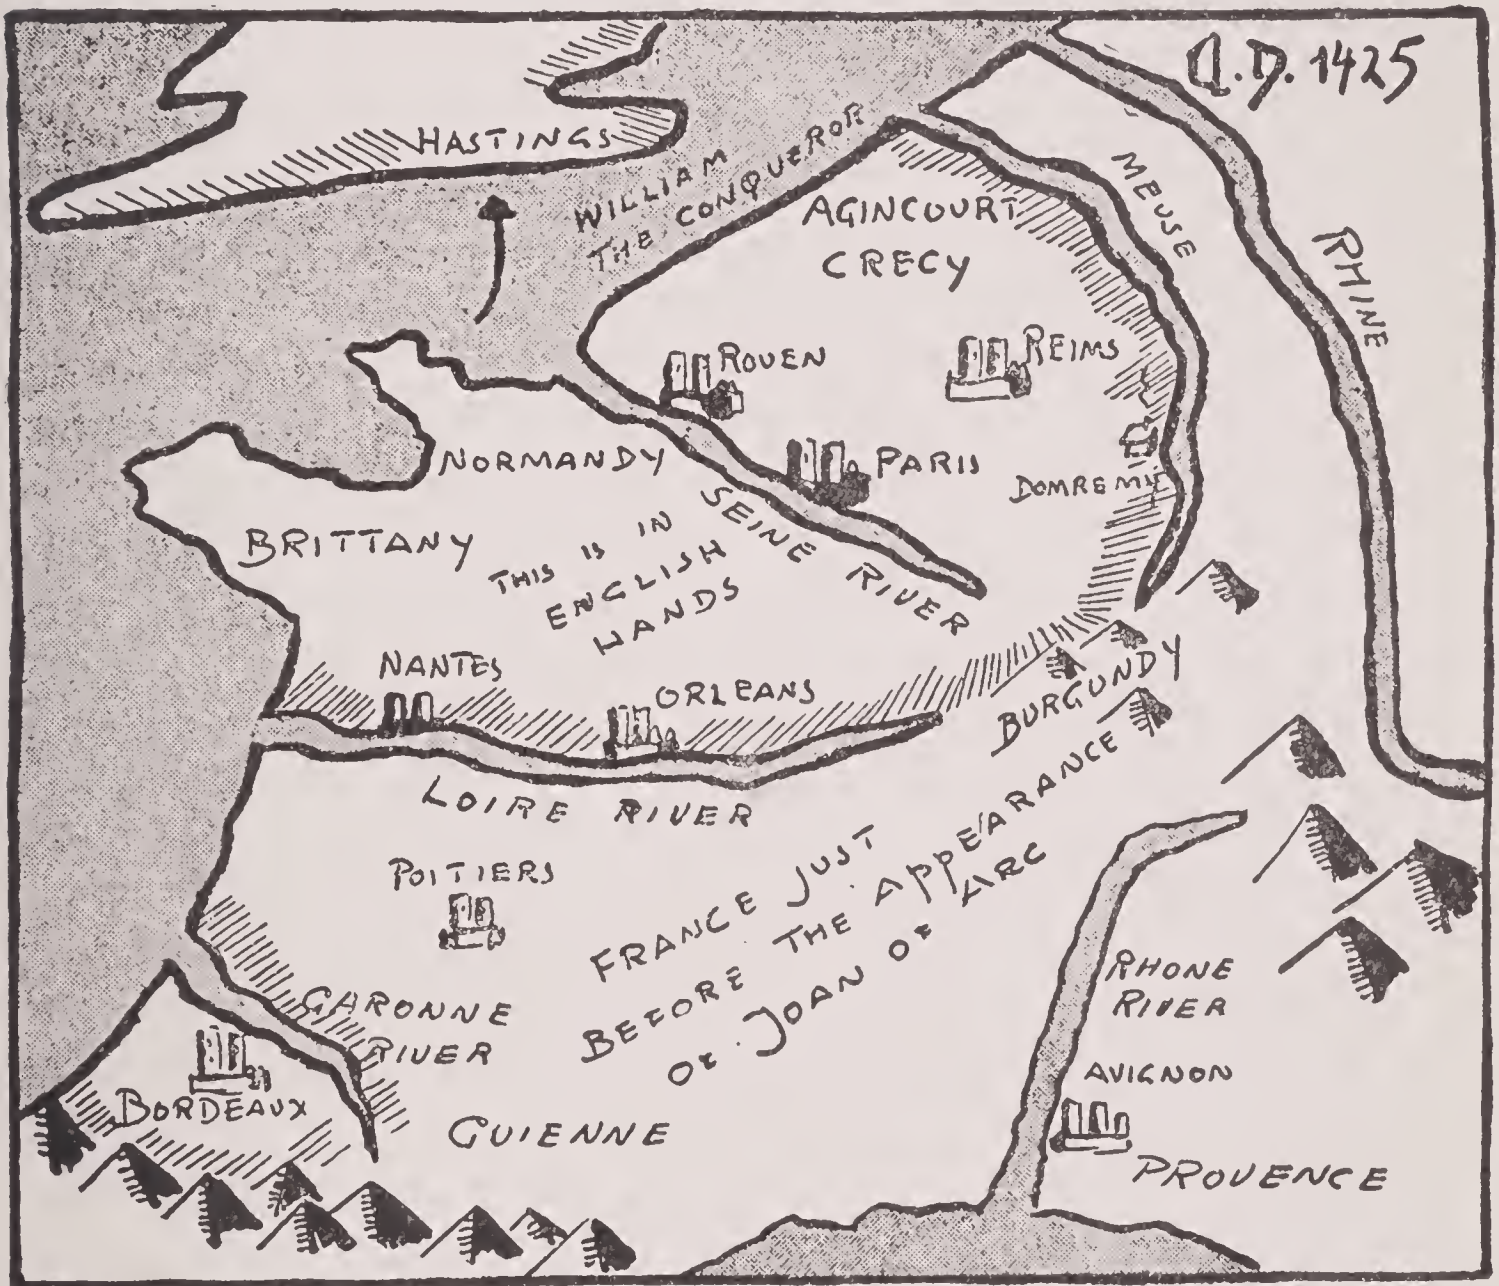 A.D. 1425
HASTINGS
WILLIAM
THE CONQUEROR
MEUSE
AGINCOURT
CRECY
RHINE
ROUEN
REIMS
NORMANDY
PARIS
DOMREMY
BRITTANY
THIS IS IN
ENGLISH
HANDS
SEINE RIVER
NANTES
ORLEANS
BURGUNDY
LOIRE RIVER
POITIERS
FRANCE JUST
BEFORE THE APPEARANCE
OF JOAN OF ARC
GARONNE
RIVER
RHONE
RIVER
AVIGNON
BORDEAUX
GUIENNE
PROVENCE